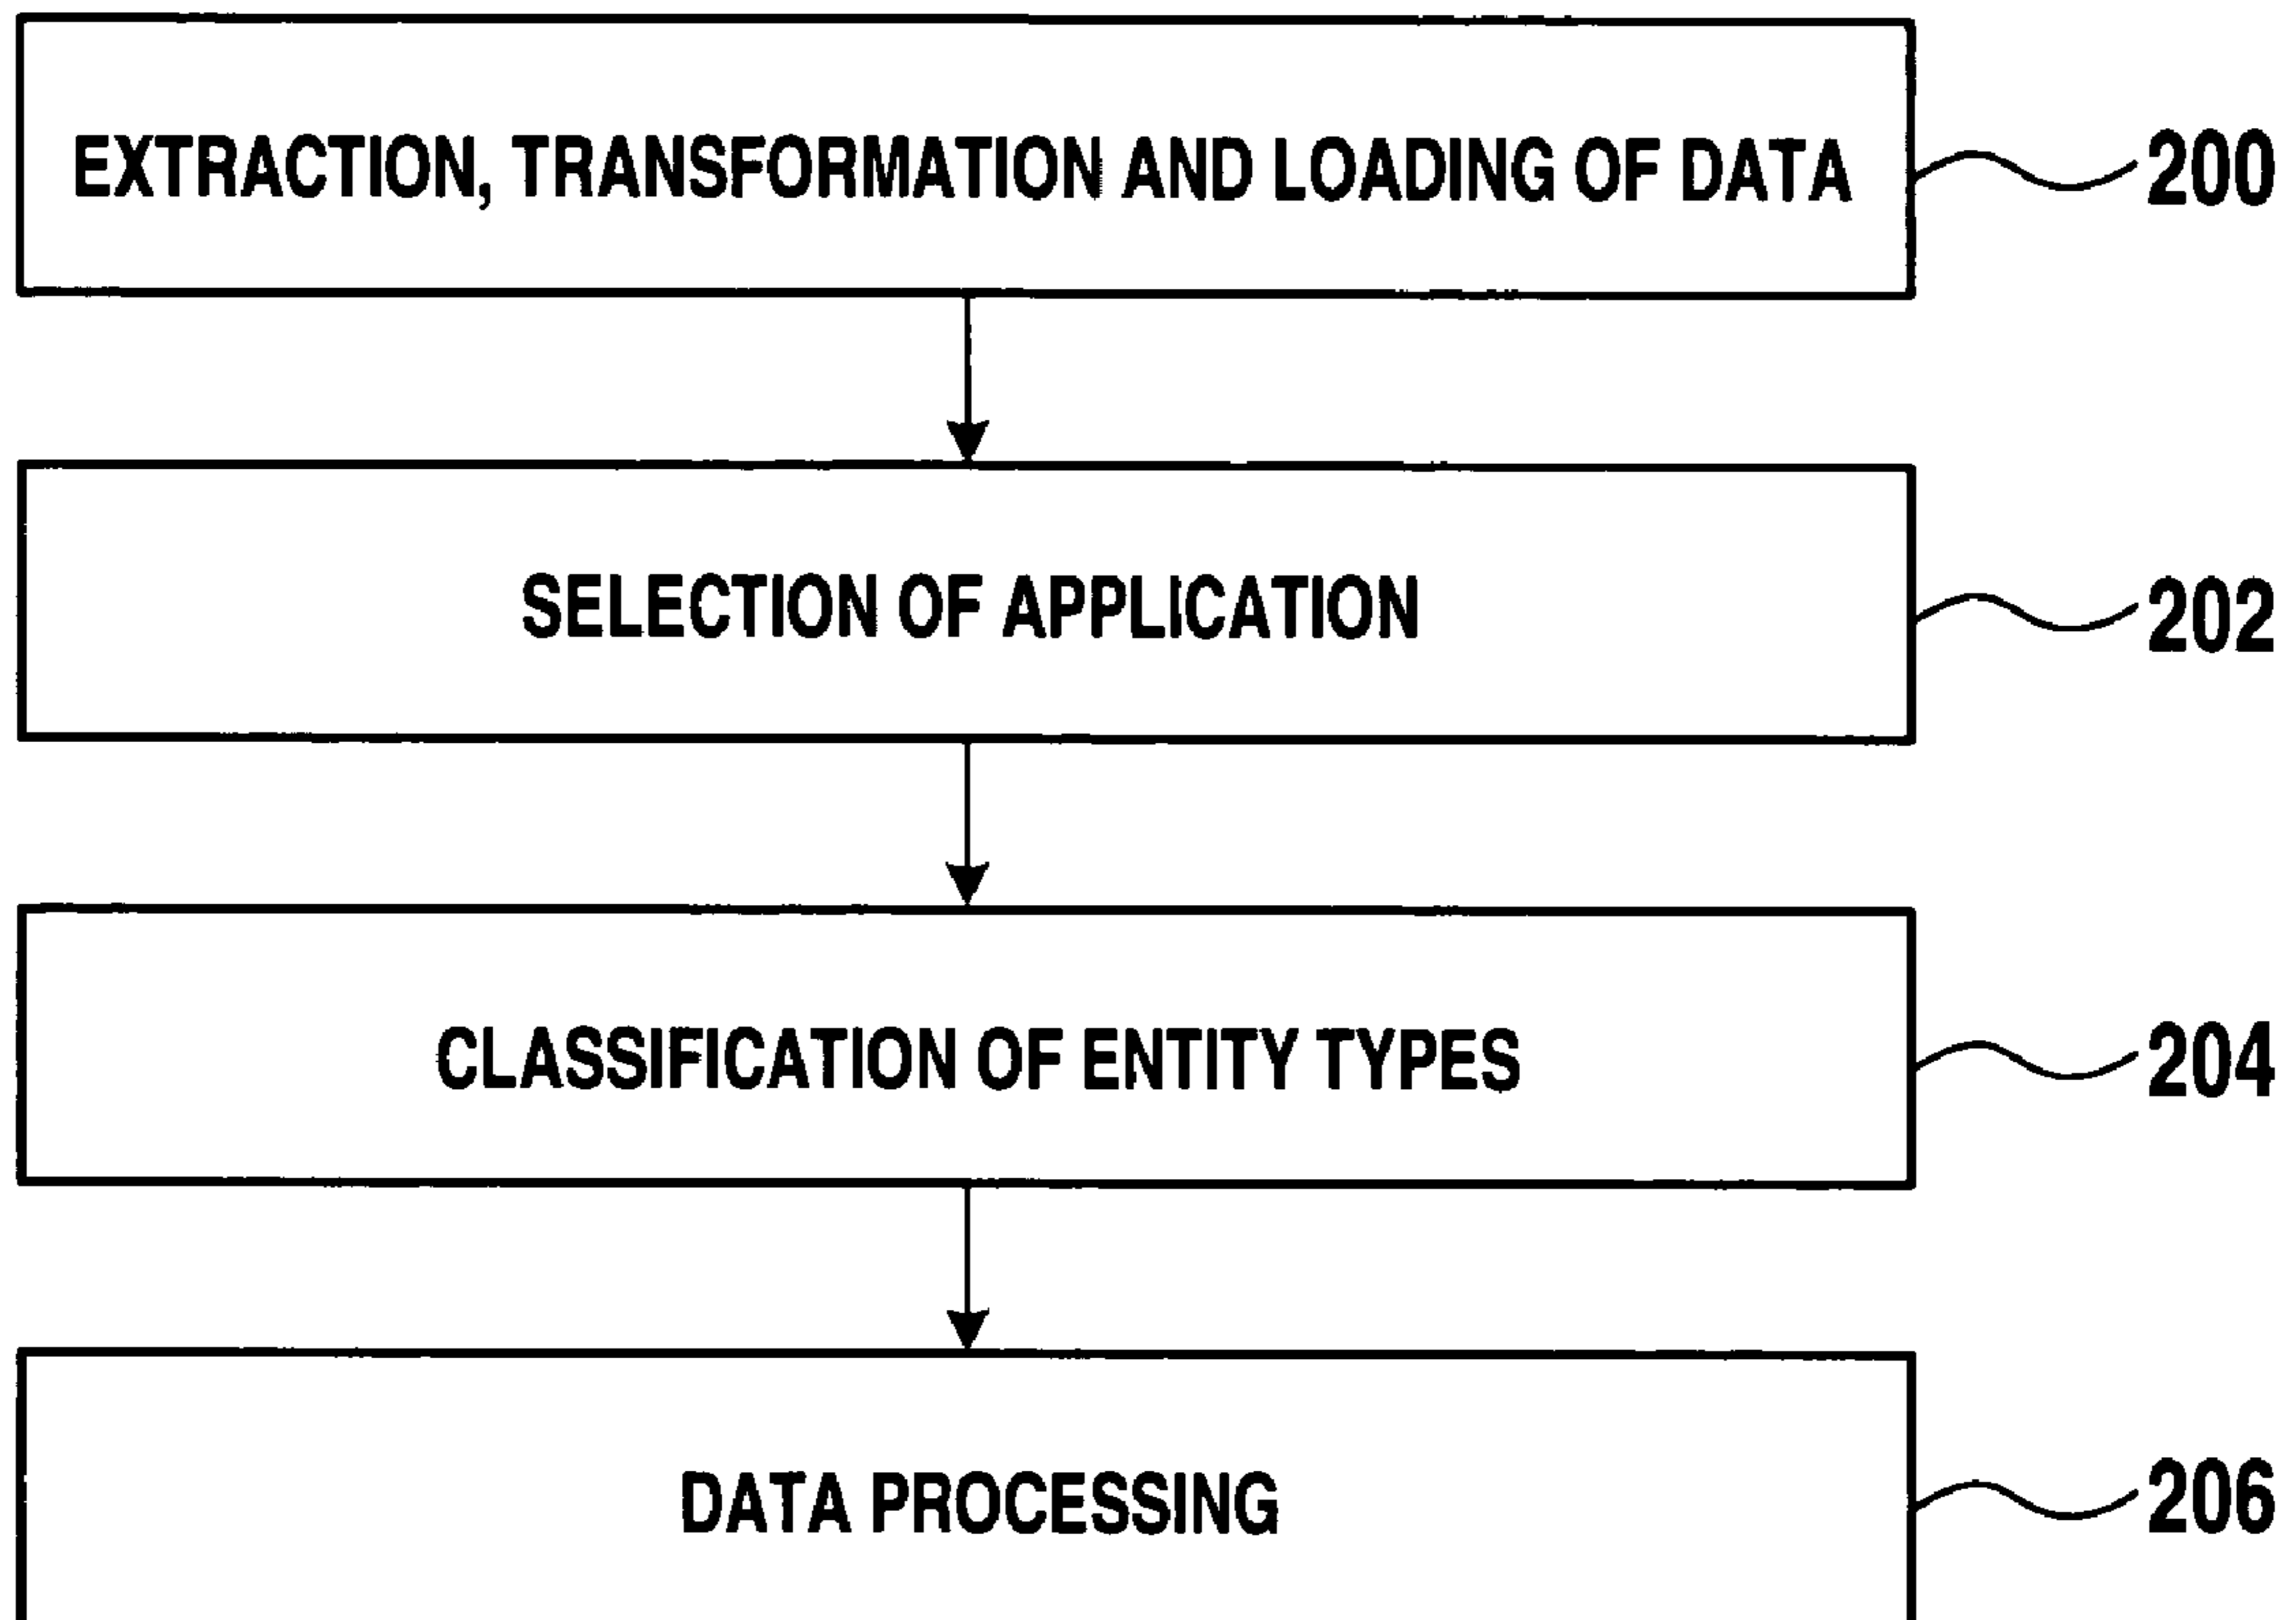 EXTRACTION, TRANSFORMATION AND LOADING OF DATA
200
SELECTION OF APPLICATION
202
CLASSIFICATION OF ENTITY TYPES
204
DATA PROCESSING
206